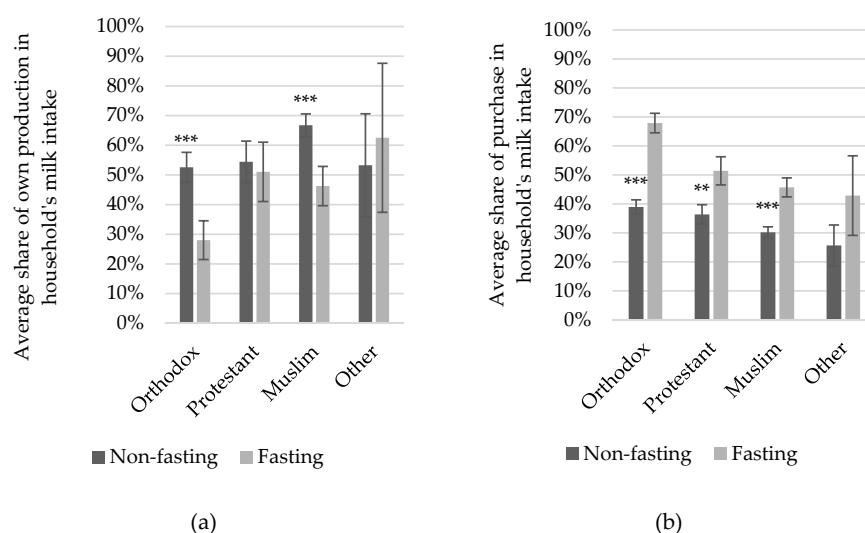 Average share of own production in
household's milk intake
100%
90%
80%
70%
60%
50%
40%
30%
20%
10%
0%
***
***
Orthodox
Protestant
Muslim
Other
Non-fasting
Fasting
(a)
Average share of purchase in
household's milk intake
100%
90%
80%
70%
60%
50%
40%
30%
20%
10%
0%
***
**
***
Orthodox
Protestant
Muslim
Other
Non-fasting
Fasting
(b)